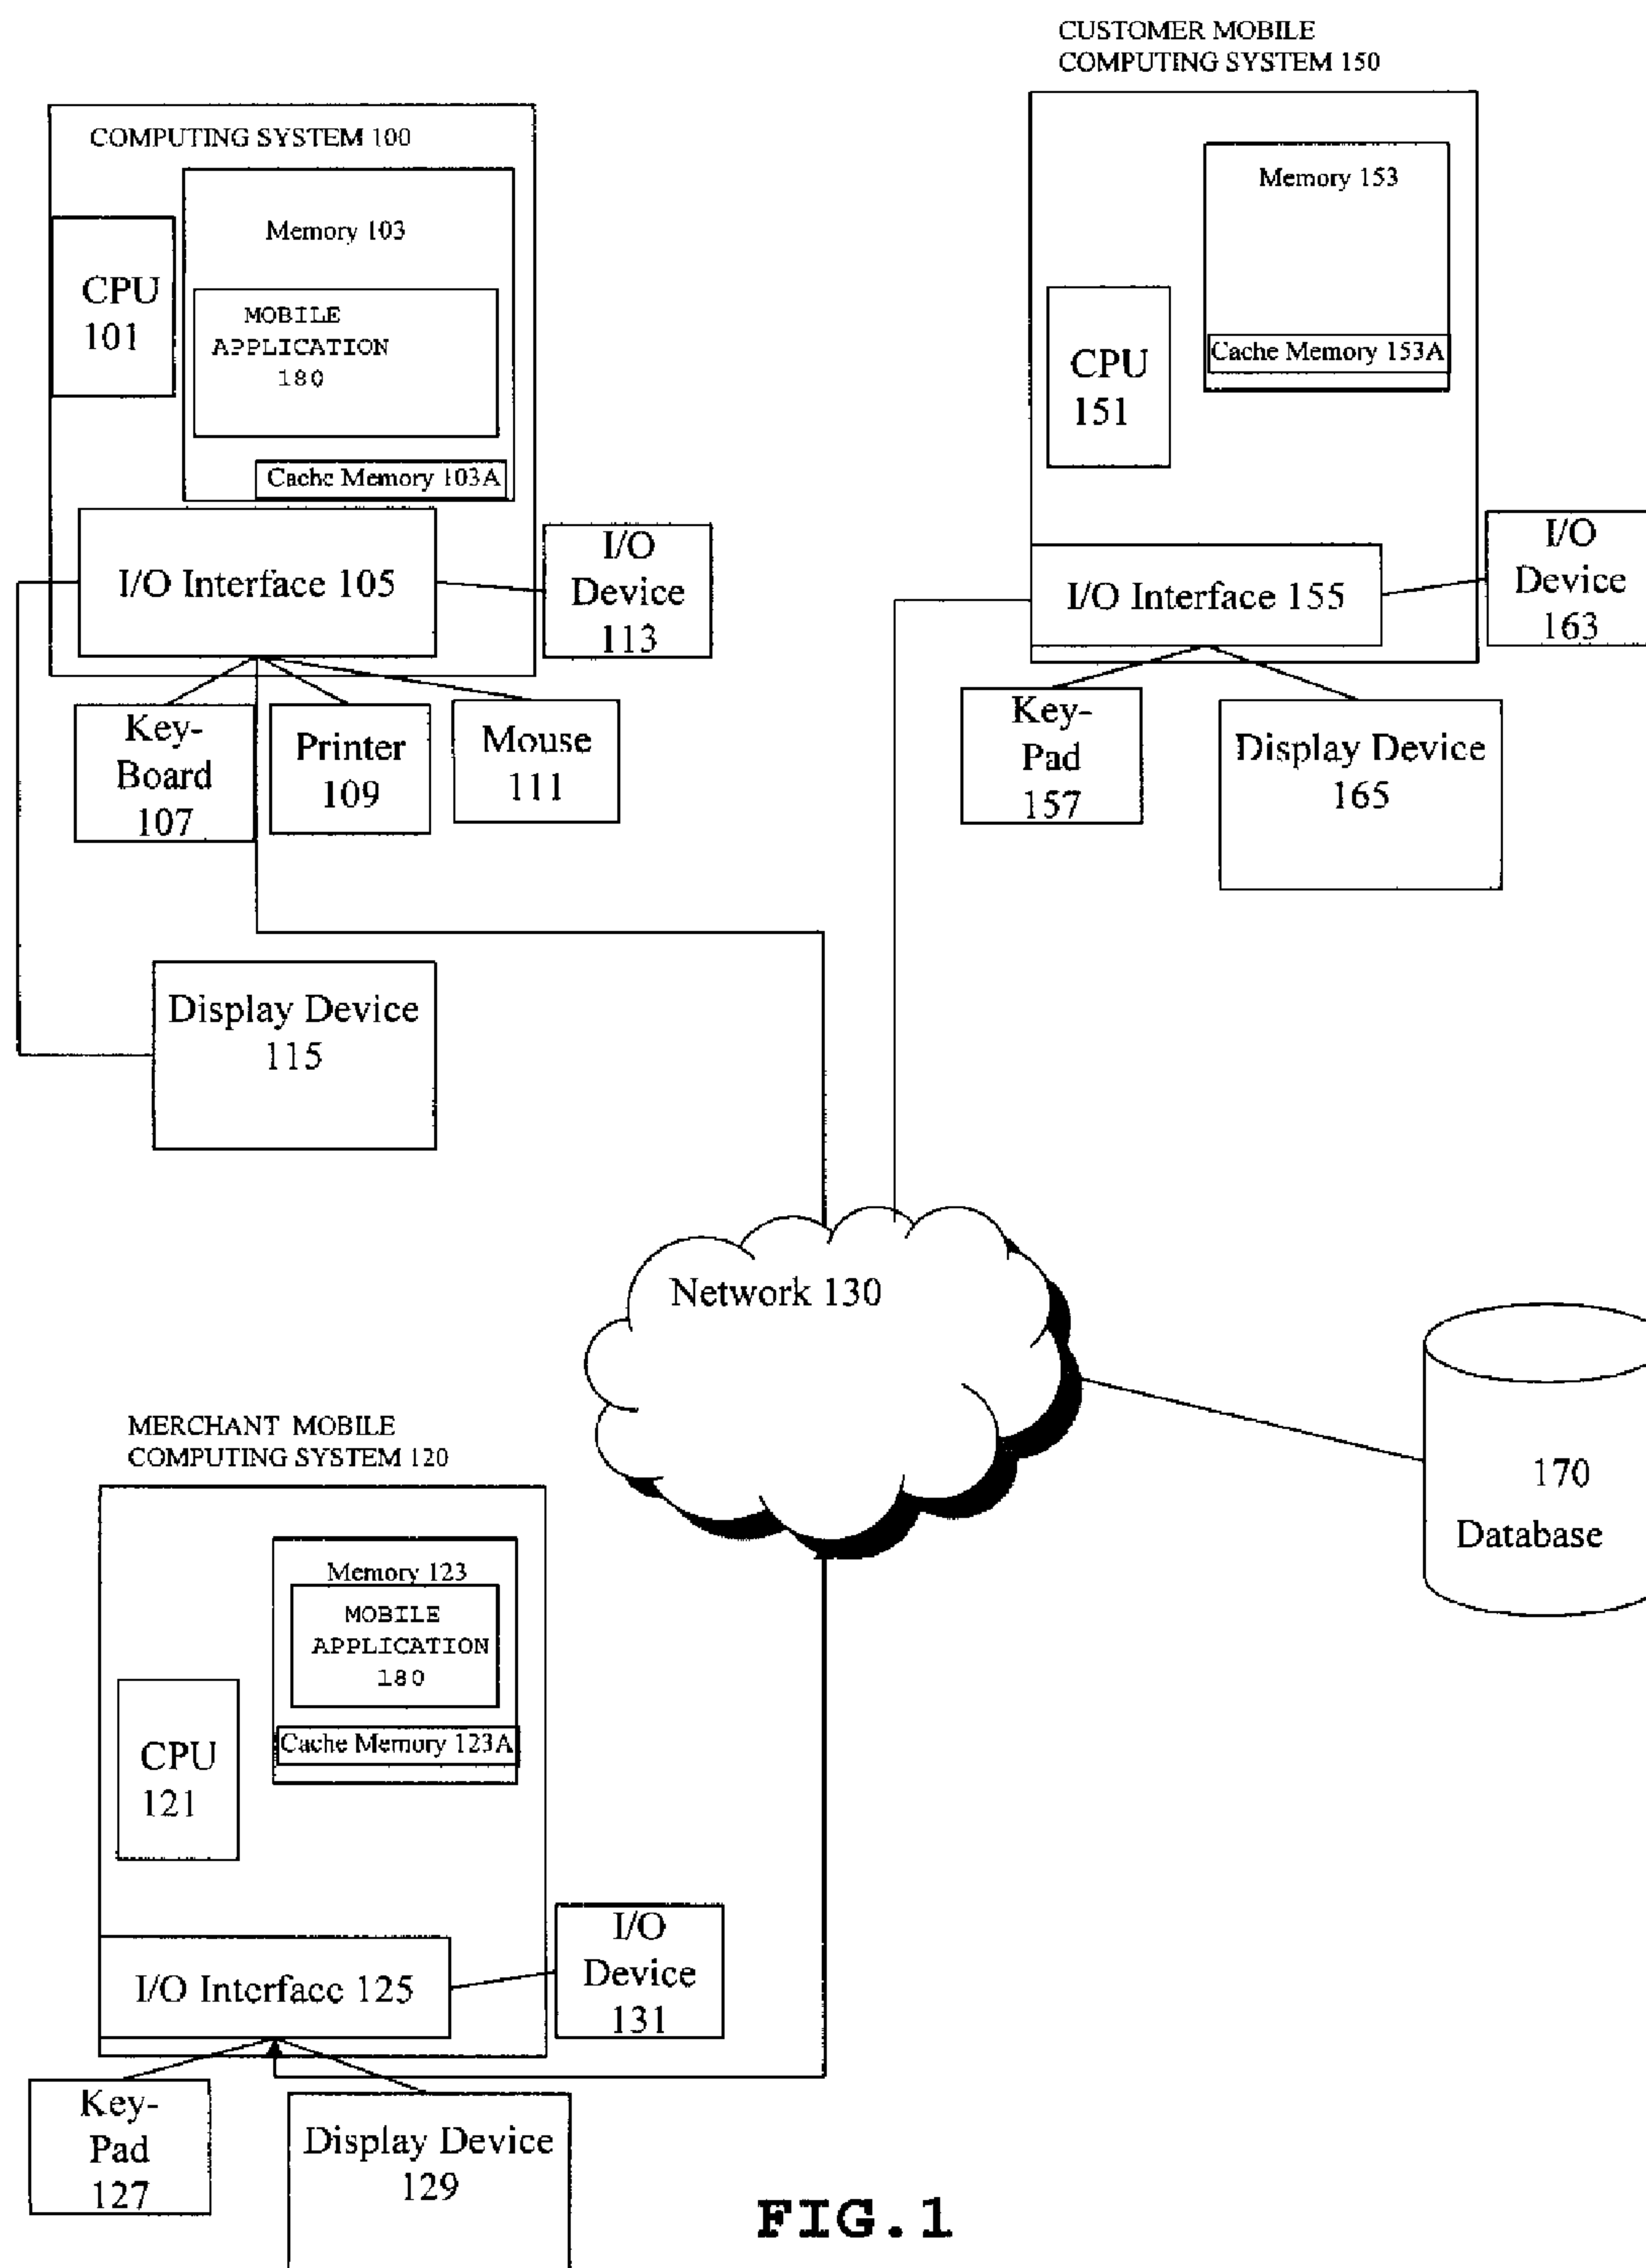 CUSTOMER MOBILE
COMPUTING SYSTEM 150
COMPUTING SYSTEM 100
Memory 103
CPU
101
MOBILE
APPLICATION
180
Cache Memory 103A
I/O Interface 105
I/O
Device
113
Key-
Board
107
Printer
109
Mouse
111
Display Device
115
Memory 153
Cache Memory 153A
CPU
151
I/O Interface 155
I/O
Device
163
Key-
Pad
157
Display Device
165
Network 130
170
Database
MERCHANT MOBILE
COMPUTING SYSTEM 120
Memory 123
MOBILE
APPLICATION
180
Cache Memory 123A
CPU
121
I/O Interface 125
I/O
Device
131
Key-
Pad
127
Display Device
129
FIG.1